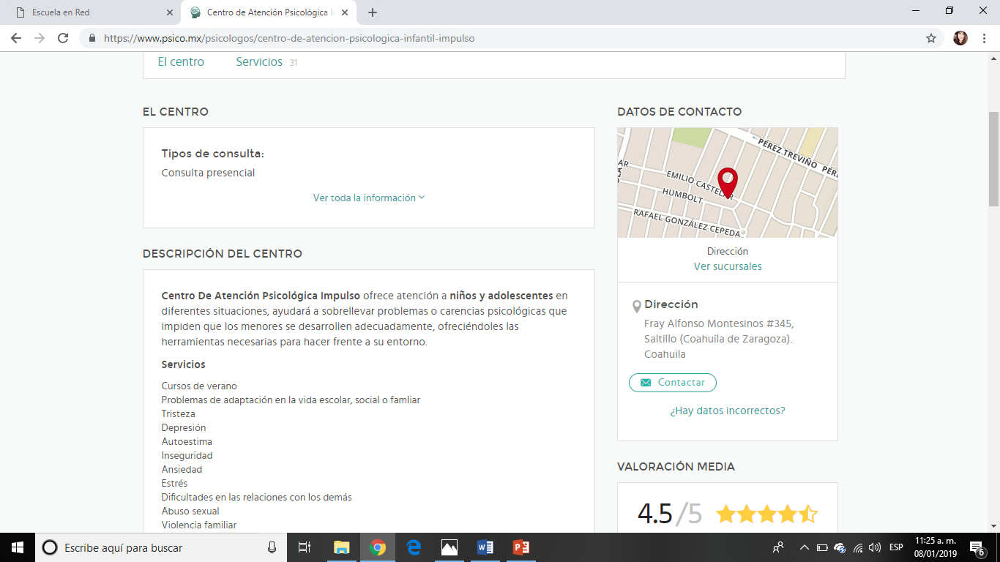 Escuela en Red
Centro de Atención Psicológica I
https://www.psico.mx/psicologos/centro-de-atencion-psicologica-infantil-impulso
El centro
Servicios 31
EL CENTRO
Tipos de consulta:
Consulta presencial
Ver toda la información
DESCRIPCIÓN DEL CENTRO
Centro De Atención Psicológica Impulso ofrece atención a niños y adolescentes en
diferentes situaciones, ayudará a sobrellevar problemas o carencias psicológicas que
impiden que los menores se desarrollen adecuadamente, ofreciéndoles las
herramientas necesarias para hacer frente a su entorno.
Servicios
Cursos de verano
Problemas de adaptación en la vida escolar, social o famliar
Tristeza
Depresión
Autoestima
Inseguridad
Ansiedad
Estrés
Dificultades en las relaciones con los demás
Abuso sexual
Violencia familiar
DATOS DE CONTACTO
PÉREZ TREVIÑO PÉR
AR
EMILIO CASTELAR
HUMBOLT
RAFAEL GONZÁLEZ CEPEDA
Dirección
Ver sucursales
Dirección
Fray Alfonso Montesinos #345,
Saltillo (Coahuila de Zaragoza).
Coahuila
Contactar
¿Hay datos incorrectos?
VALORACIÓN MEDIA
4.5/5
Escribe aquí para buscar
ESP
11:25 a. m.
08/01/2019
6